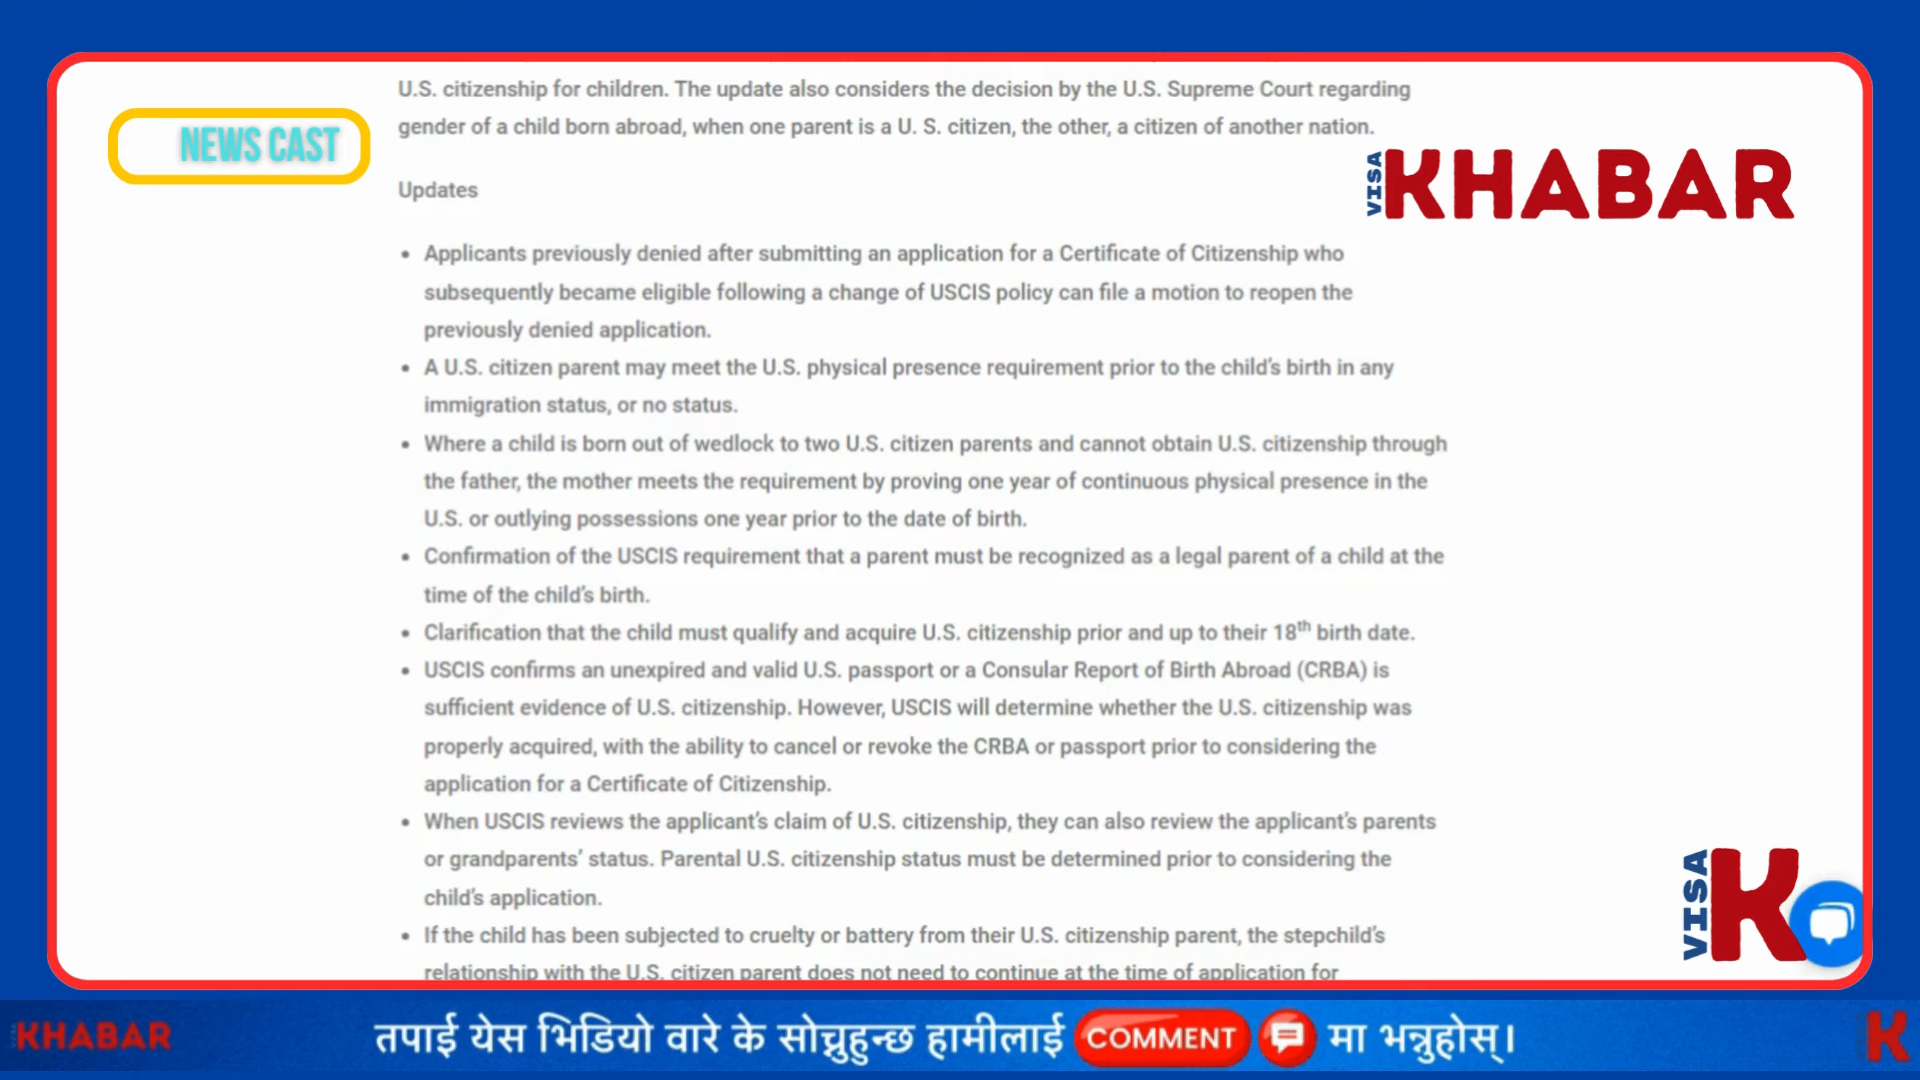 U.S. citizenship for children. The update also considers the decision by the U.S. Supreme Court regarding
gender of a child born abroad, when one parent is a U. S. citizen, the other, a citizen of another nation.
NEWS CAST
VISA KHABAR
Updates
• Applicants previously denied after submitting an application for a Certificate of Citizenship who
subsequently became eligible following a change of USCIS policy can file a motion to reopen the
previously denied application.
• A U.S. citizen parent may meet the U.S. physical presence requirement prior to the child's birth in any
immigration status, or no status.
• Where a child is born out of wedlock to two U.S. citizen parents and cannot obtain U.S. citizenship through
the father, the mother meets the requirement by proving one year of continuous physical presence in the
U.S. or outlying possessions one year prior to the date of birth.
• Confirmation of the USCIS requirement that a parent must be recognized as a legal parent of a child at the
time of the child's birth.
• Clarification that the child must qualify and acquire U.S. citizenship prior and up to their 18th birth date.
• USCIS confirms an unexpired and valid U.S. passport or a Consular Report of Birth Abroad (CRBA) is
sufficient evidence of U.S. citizenship. However, USCIS will determine whether the U.S. citizenship was
properly acquired, with the ability to cancel or revoke the CRBA or passport prior to considering the
application for a Certificate of Citizenship.
• When USCIS reviews the applicant's claim of U.S. citizenship, they can also review the applicant's parents
or grandparents' status. Parental U.S. citizenship status must be determined prior to considering the
child's application.
• If the child has been subjected to cruelty or battery from their U.S. citizenship parent, the stepchild's
relationship with the U.S. citizen parent does not need to continue at the time of application for
VISA K
KHABAR
तपाई येस भिडियो वारे के सोच्नुहुन्छ हामीलाई COMMENT मा भन्नुहोस्।
K